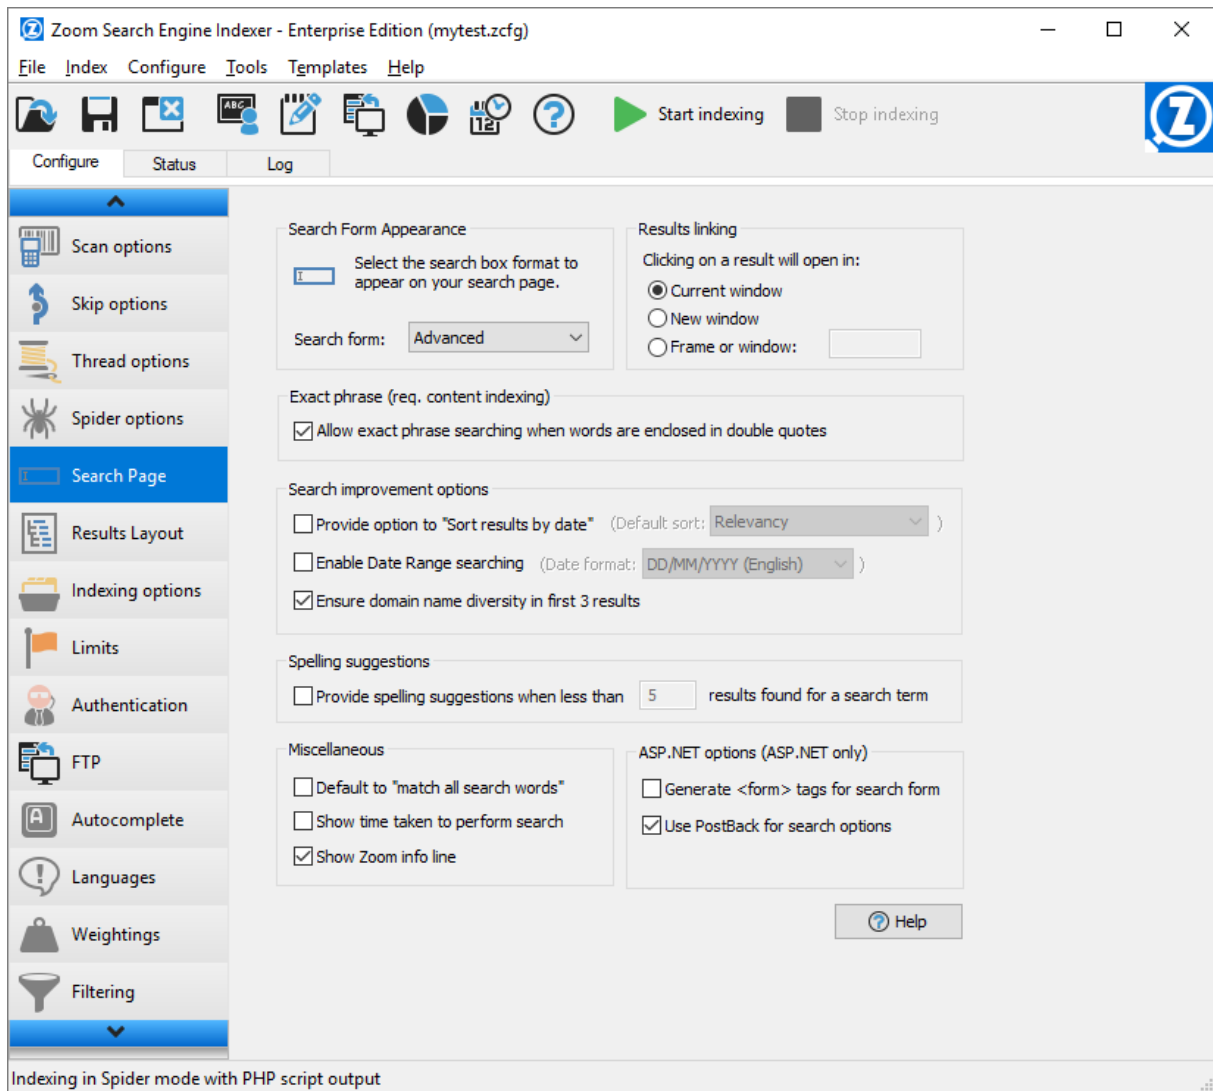 Zoom Search Engine Indexer - Enterprise Edition (mytest.zcfg)
File Index Configure Tools Templates Help
ABC
12
?
Start indexing
Stop indexing
Z
Configure Status Log
Scan options
Skip options
Thread options
Spider options
Search Page
Results Layout
Indexing options
Limits
Authentication
FTP
A
Autocomplete
Languages
Weightings
Filtering
Search Form Appearance
Select the search box format to
appear on your search page.
Search form: Advanced
Results linking
Clicking on a result will open in:
Current window
New window
Frame or window:
Exact phrase (req. content indexing)
Allow exact phrase searching when words are enclosed in double quotes
Search improvement options
Provide option to "Sort results by date" (Default sort: Relevancy )
Enable Date Range searching (Date format: DD/MM/YYYY (English) )
Ensure domain name diversity in first 3 results
Spelling suggestions
Provide spelling suggestions when less than 5 results found for a search term
Miscellaneous
Default to "match all search words"
Show time taken to perform search
Show Zoom info line
ASP.NET options (ASP.NET only)
Generate <form> tags for search form
Use PostBack for search options
? Help
Indexing in Spider mode with PHP script output